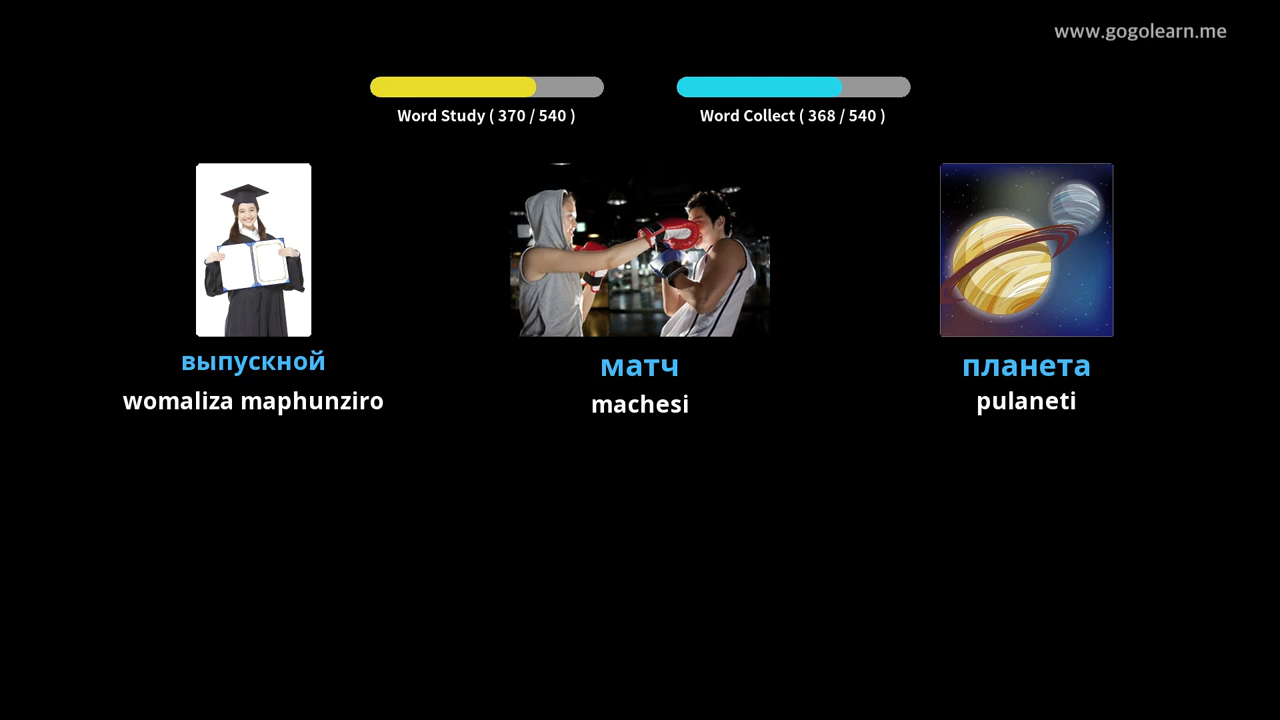 www.gogolearn.me
Word Study ( 370 / 540 )
Word Collect ( 368 / 540 )
выпускной
womaliza maphunziro
матч
machesi
планета
pulaneti